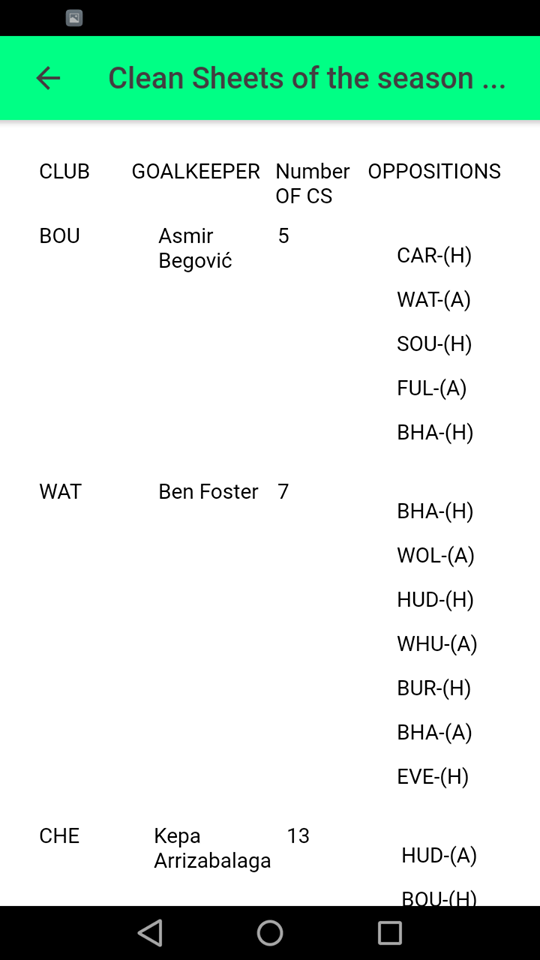 Clean Sheets of the season ...
CLUB GOALKEEPER Number OPPOSITIONS
OF CS
BOU Asmir 5
Begović
CAR-(H)
WAT-(A)
SOU-(H)
FUL-(A)
BHA-(H)
WAT Ben Foster 7
BHA-(H)
WOL-(A)
HUD-(H)
WHU-(A)
BUR-(H)
BHA-(A)
EVE-(H)
CHE Kepa 13
Arrizabalaga
HUD-(A)
BOU-(H)